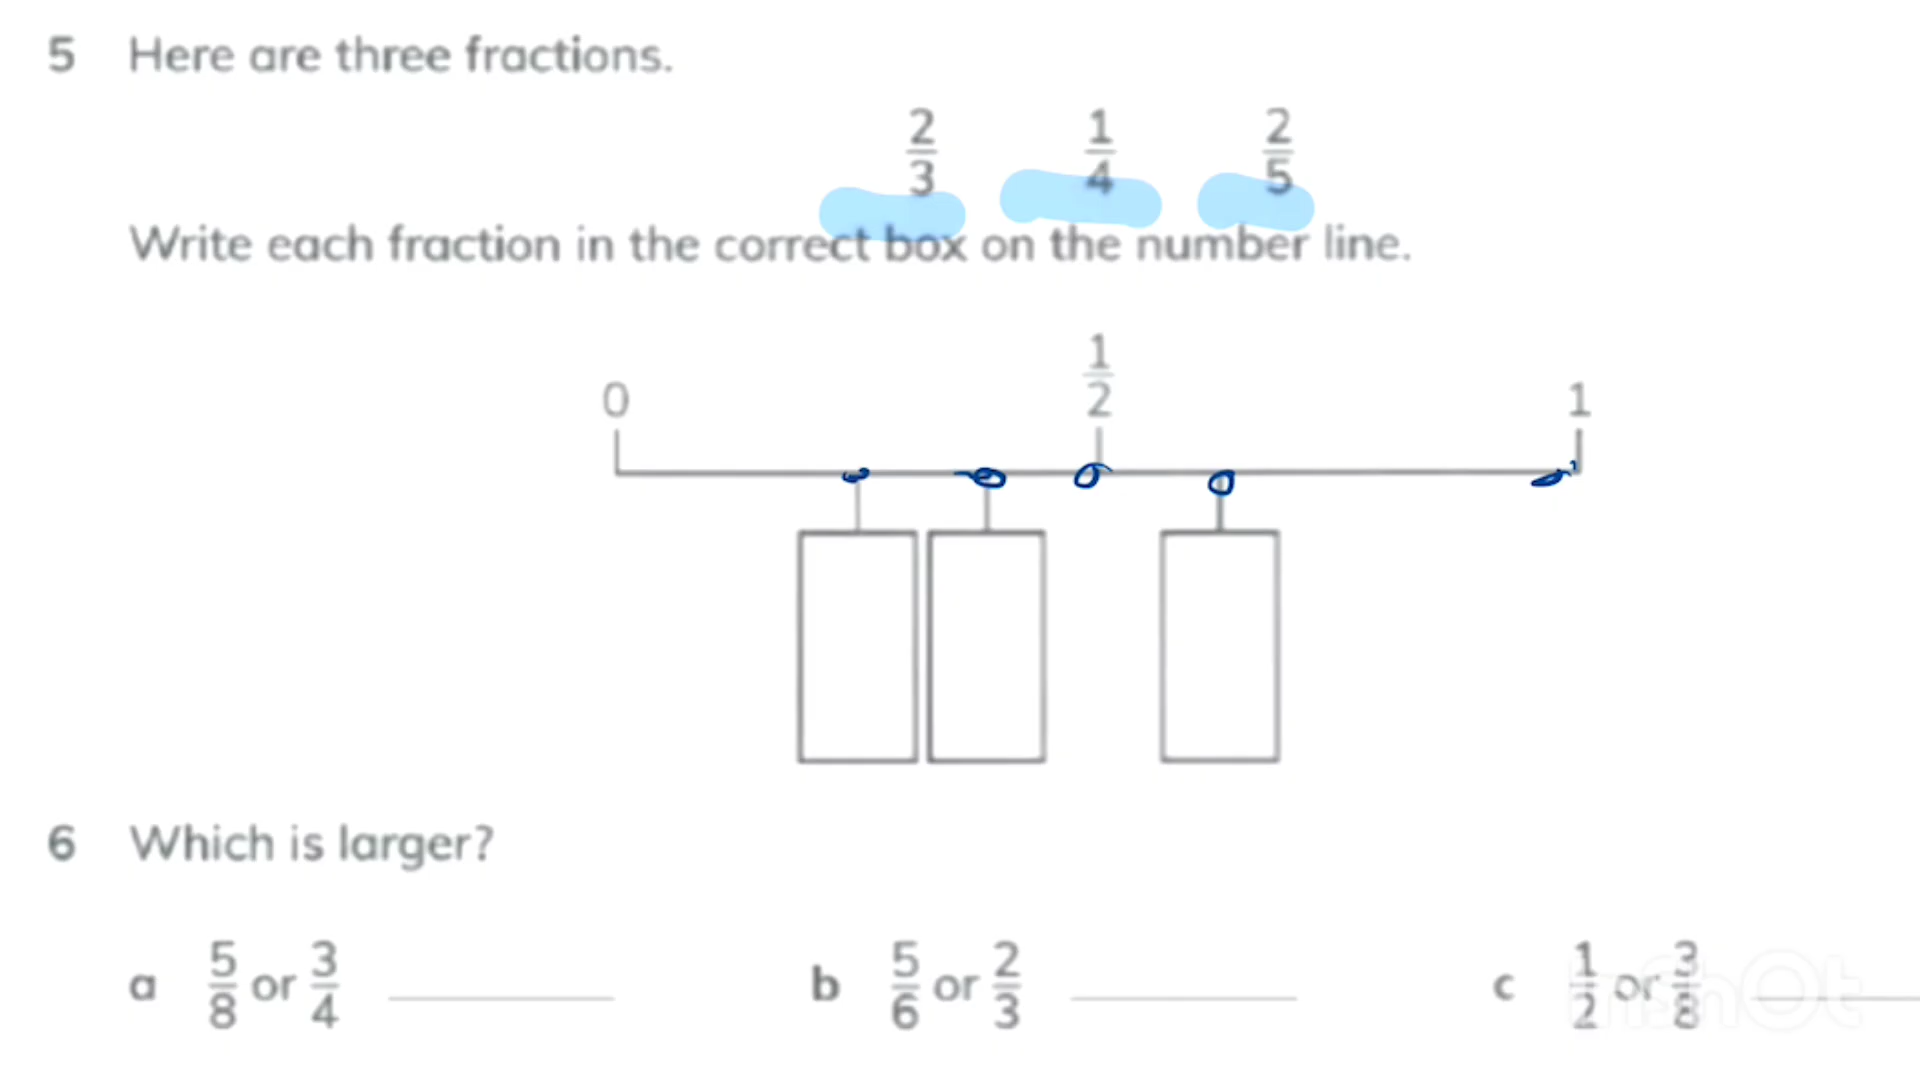 5 Here are three fractions.
2/3 1/4 2/5
Write each fraction in the correct box on the number line.
0 1/2 1
6 Which is larger?
a 5/8 or 3/4 b 5/6 or 2/3 c 1/2 or 3/8
InShOt